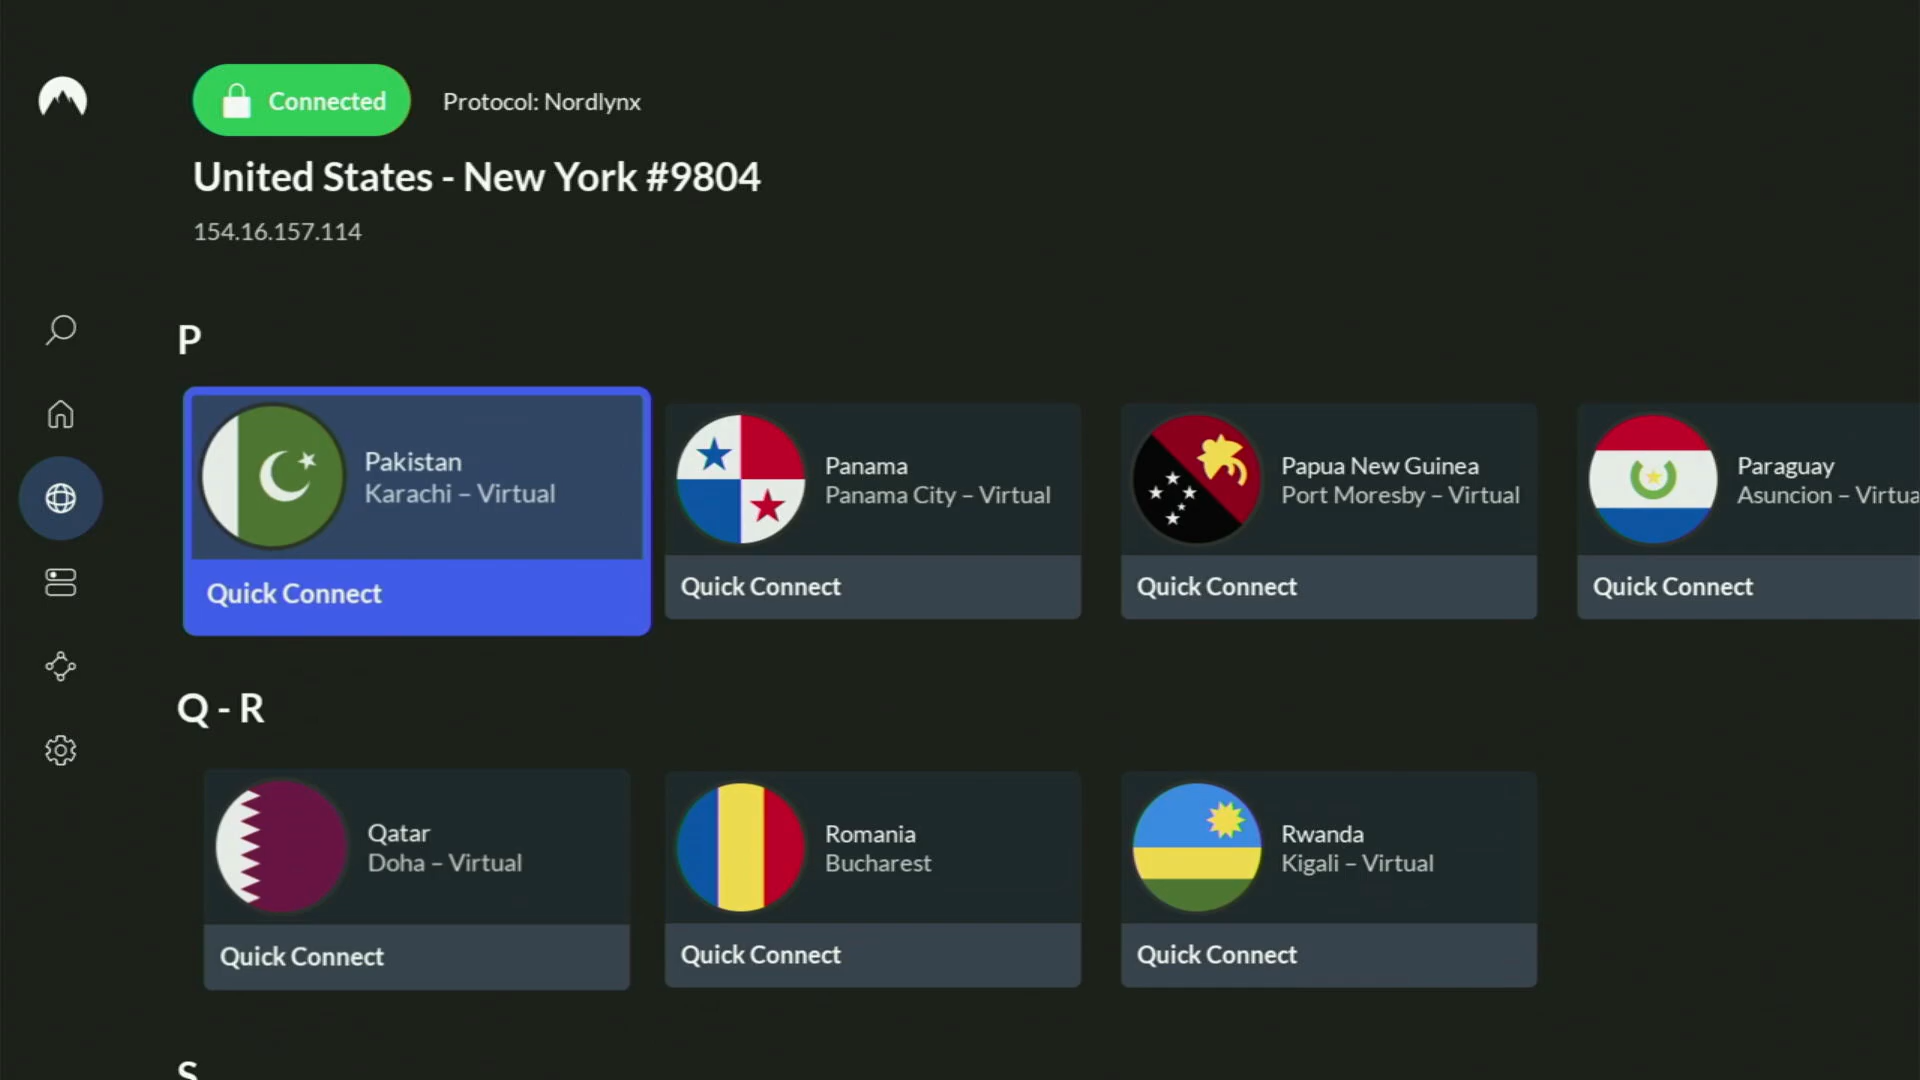 Connected
Protocol: Nordlynx
United States - New York #9804
154.16.157.114
P
Pakistan
Karachi – Virtual
Quick Connect
Panama
Panama City – Virtual
Quick Connect
Papua New Guinea
Port Moresby – Virtual
Quick Connect
Paraguay
Asuncion – Virtua
Quick Connect
Q - R
Qatar
Doha – Virtual
Quick Connect
Romania
Bucharest
Quick Connect
Rwanda
Kigali – Virtual
Quick Connect
S